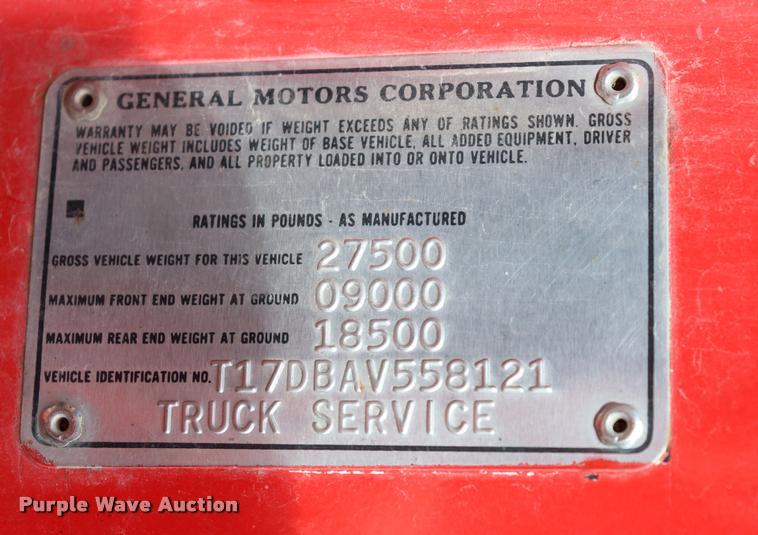 GENERAL MOTORS CORPORATION
WARRANTY MAY BE VOIDED IF WEIGHT EXCEEDS ANY OF RATINGS SHOWN. GROSS
VEHICLE WEIGHT INCLUDES WEIGHT OF BASE VEHICLE, ALL ADDED EQUIPMENT, DRIVER
AND PASSENGERS, AND ALL PROPERTY LOADED INTO OR ONTO VEHICLE.
RATINGS IN POUNDS - AS MANUFACTURED
GROSS VEHICLE WEIGHT FOR THIS VEHICLE 27500
MAXIMUM FRONT END WEIGHT AT GROUND 09000
MAXIMUM REAR END WEIGHT AT GROUND 18500
VEHICLE IDENTIFICATION NO. T17DBAV558121
TRUCK SERVICE
Purple Wave Auction